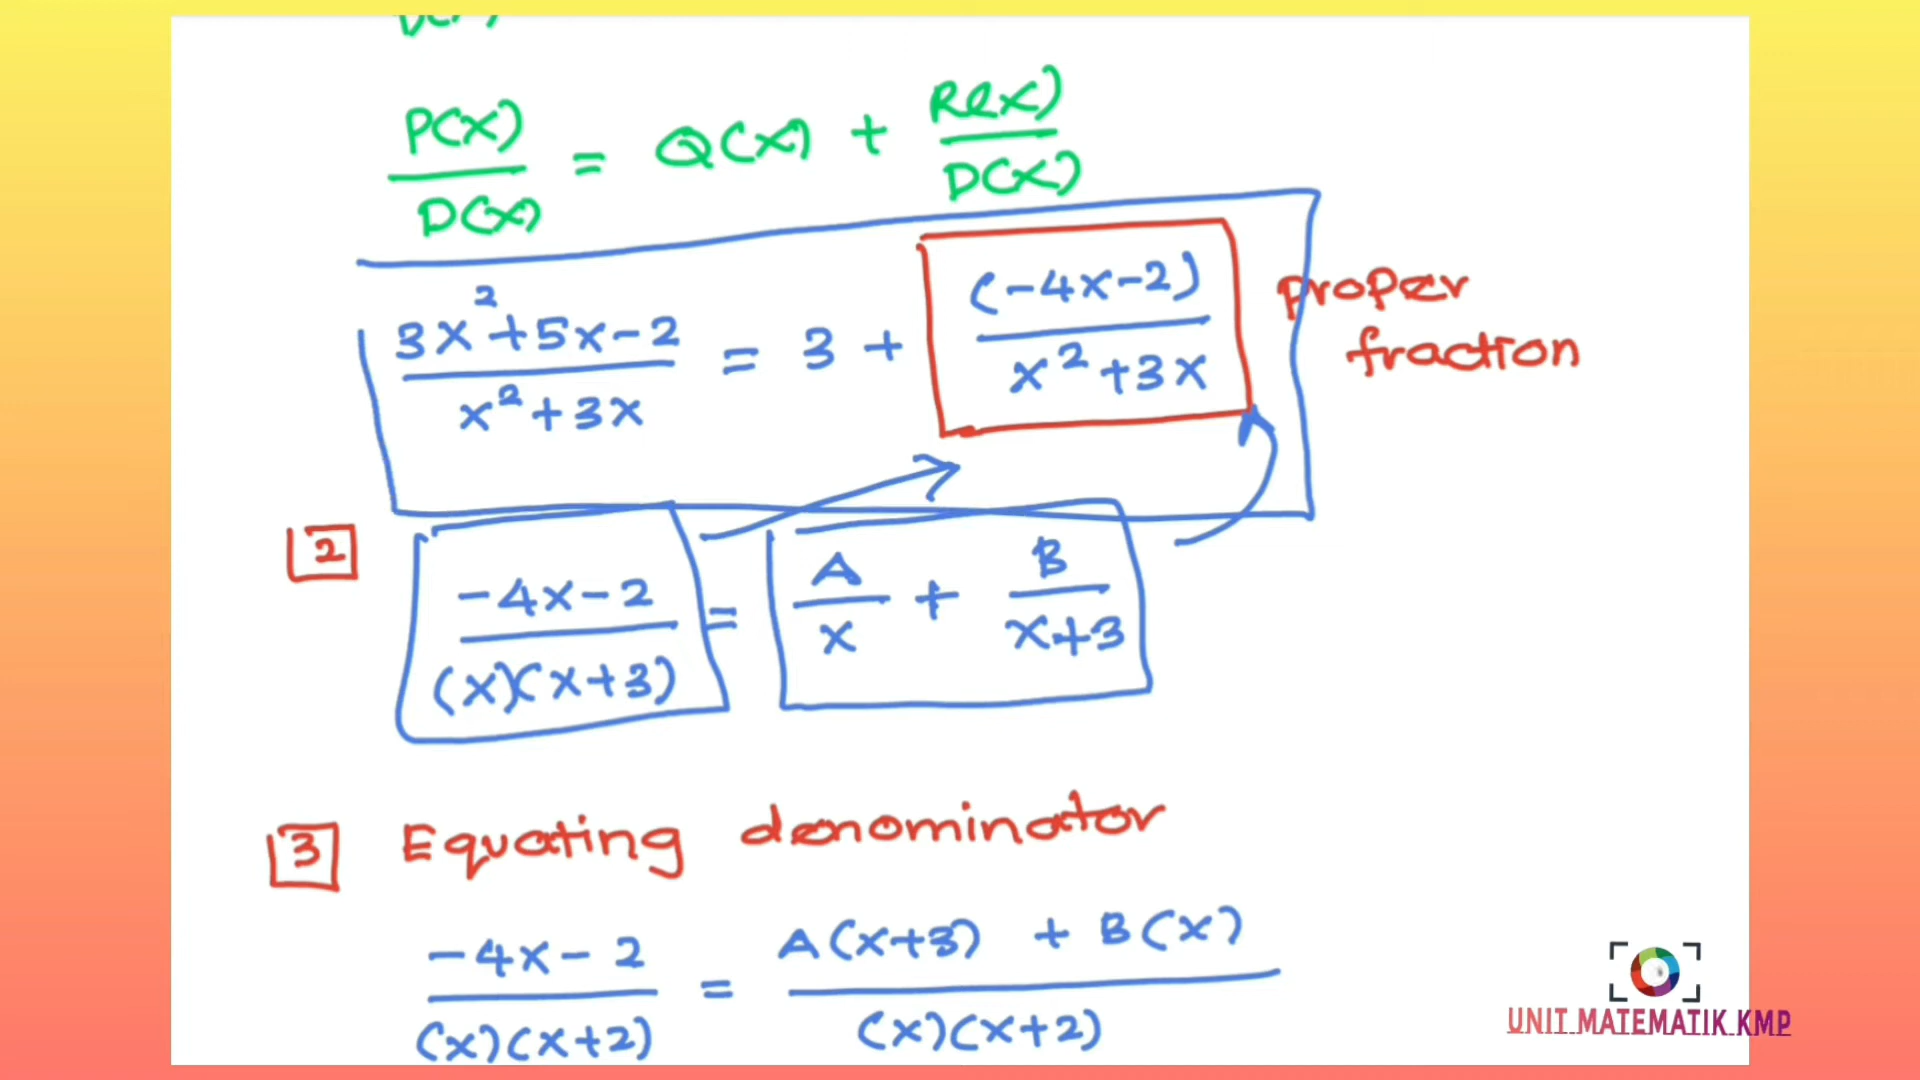 P(x)/D(x) = Q(x) + R(x)/D(x)
3x²+5x-2/x²+3x = 3 + (-4x-2)/x²+3x
proper
fraction
2
-4x-2/(x)(x+3) = A/x + B/x+3
3 Equating denominator
-4x-2/(x)(x+2) = A(x+3) + B(x)/(x)(x+2)
UNIT MATEMATIK KMP